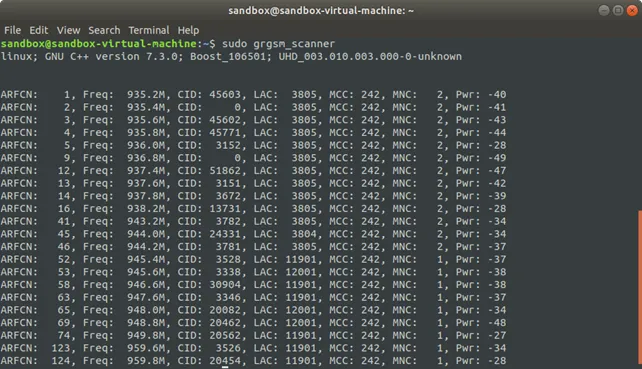 sandbox@sandbox-virtual-machine: ~
File Edit View Search Terminal Help
sandbox@sandbox-virtual-machine:~$ sudo grgsm_scanner
linux; GNU C++ version 7.3.0; Boost_106501; UHD_003.010.003.000-0-unknown
ARFCN:    1, Freq:  935.2M, CID: 45603, LAC:  3805, MCC: 242, MNC:   2, Pwr: -40
ARFCN:    2, Freq:  935.4M, CID:     0, LAC:  3805, MCC: 242, MNC:   2, Pwr: -41
ARFCN:    3, Freq:  935.6M, CID: 45602, LAC:  3805, MCC: 242, MNC:   2, Pwr: -43
ARFCN:    4, Freq:  935.8M, CID: 45771, LAC:  3805, MCC: 242, MNC:   2, Pwr: -44
ARFCN:    5, Freq:  936.0M, CID:  3152, LAC:  3805, MCC: 242, MNC:   2, Pwr: -28
ARFCN:    9, Freq:  936.8M, CID:     0, LAC:  3805, MCC: 242, MNC:   2, Pwr: -49
ARFCN:   12, Freq:  937.4M, CID: 51862, LAC:  3805, MCC: 242, MNC:   2, Pwr: -47
ARFCN:   13, Freq:  937.6M, CID:  3151, LAC:  3805, MCC: 242, MNC:   2, Pwr: -42
ARFCN:   14, Freq:  937.8M, CID:  3672, LAC:  3805, MCC: 242, MNC:   2, Pwr: -39
ARFCN:   16, Freq:  938.2M, CID: 13731, LAC:  3805, MCC: 242, MNC:   2, Pwr: -28
ARFCN:   41, Freq:  943.2M, CID:  3782, LAC:  3805, MCC: 242, MNC:   2, Pwr: -34
ARFCN:   45, Freq:  944.0M, CID: 24331, LAC:  3804, MCC: 242, MNC:   2, Pwr: -34
ARFCN:   46, Freq:  944.2M, CID:  3781, LAC:  3805, MCC: 242, MNC:   2, Pwr: -37
ARFCN:   52, Freq:  945.4M, CID:  3528, LAC: 11901, MCC: 242, MNC:   1, Pwr: -37
ARFCN:   53, Freq:  945.6M, CID:  3338, LAC: 12001, MCC: 242, MNC:   1, Pwr: -38
ARFCN:   58, Freq:  946.6M, CID: 30904, LAC: 11901, MCC: 242, MNC:   1, Pwr: -38
ARFCN:   63, Freq:  947.6M, CID:  3346, LAC: 11901, MCC: 242, MNC:   1, Pwr: -37
ARFCN:   65, Freq:  948.0M, CID: 20082, LAC: 12001, MCC: 242, MNC:   1, Pwr: -34
ARFCN:   69, Freq:  948.8M, CID: 20462, LAC: 12001, MCC: 242, MNC:   1, Pwr: -48
ARFCN:   74, Freq:  949.8M, CID: 20562, LAC: 11901, MCC: 242, MNC:   1, Pwr: -27
ARFCN:  123, Freq:  959.6M, CID:  3526, LAC: 11901, MCC: 242, MNC:   1, Pwr: -34
ARFCN:  124, Freq:  959.8M, CID: 20454, LAC: 11901, MCC: 242, MNC:   1, Pwr: -28